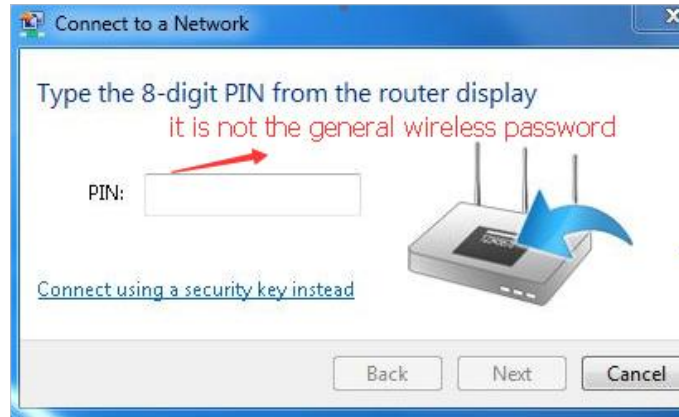 Connect to a Network
Type the 8-digit PIN from the router display
it is not the general wireless password
PIN:
Connect using a security key instead
Back Next Cancel